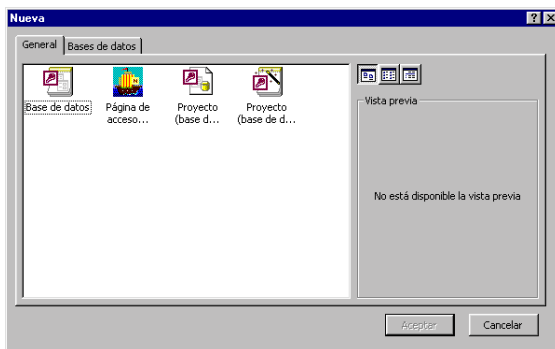 Nueva
General Bases de datos
Base de datos
Página de acceso...
Proyecto (base d...
Proyecto (base de d...
Vista previa
No está disponible la vista previa
Aceptar Cancelar